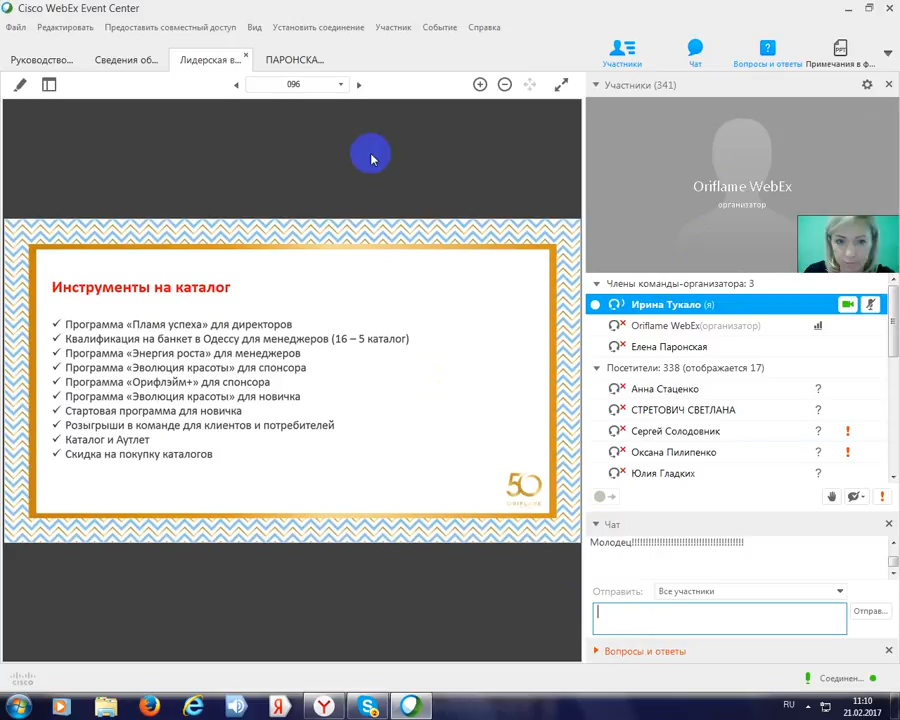 Cisco WebEx Event Center
Файл Редактировать Предоставить совместный доступ Вид Установить соединение Участник Событие Справка
Руководство... Сведения об... Лидерская в... ПАРОНСКА...
Участники Чат Вопросы и ответы Примечания в ф...
096
Участники (341)
Oriflame WebEx
организатор
Инструменты на каталог
✓ Программа «Пламя успеха» для директоров
✓ Квалификация на банкет в Одессу для менеджеров (16 – 5 каталог)
✓ Программа «Энергия роста» для менеджеров
✓ Программа «Эволюция красоты» для спонсора
✓ Программа «Орифлэйм+» для спонсора
✓ Программа «Эволюция красоты» для новичка
✓ Стартовая программа для новичка
✓ Розыгрыши в команде для клиентов и потребителей
✓ Каталог и Аутлет
✓ Скидка на покупку каталогов
50
ORIFLAME
Члены команды-организатора: 3
Ирина Тукало (я)
Oriflame WebEx(организатор)
Елена Паронская
Посетители: 338 (отображается 17)
Анна Стаценко ?
СТРЕТОВИЧ СВЕТЛАНА ?
Сергей Солодовник ? !
Оксана Пилипенко ? !
Юлия Гладких ?
Чат
Молодец!!!!!!!!!!!!!!!!!!!!!!!!!!!!!!!!!!!!!!!!
Отправить: Все участники
Отправ...
Вопросы и ответы
cisco
Соединен...
RU
11:10
21.02.2017